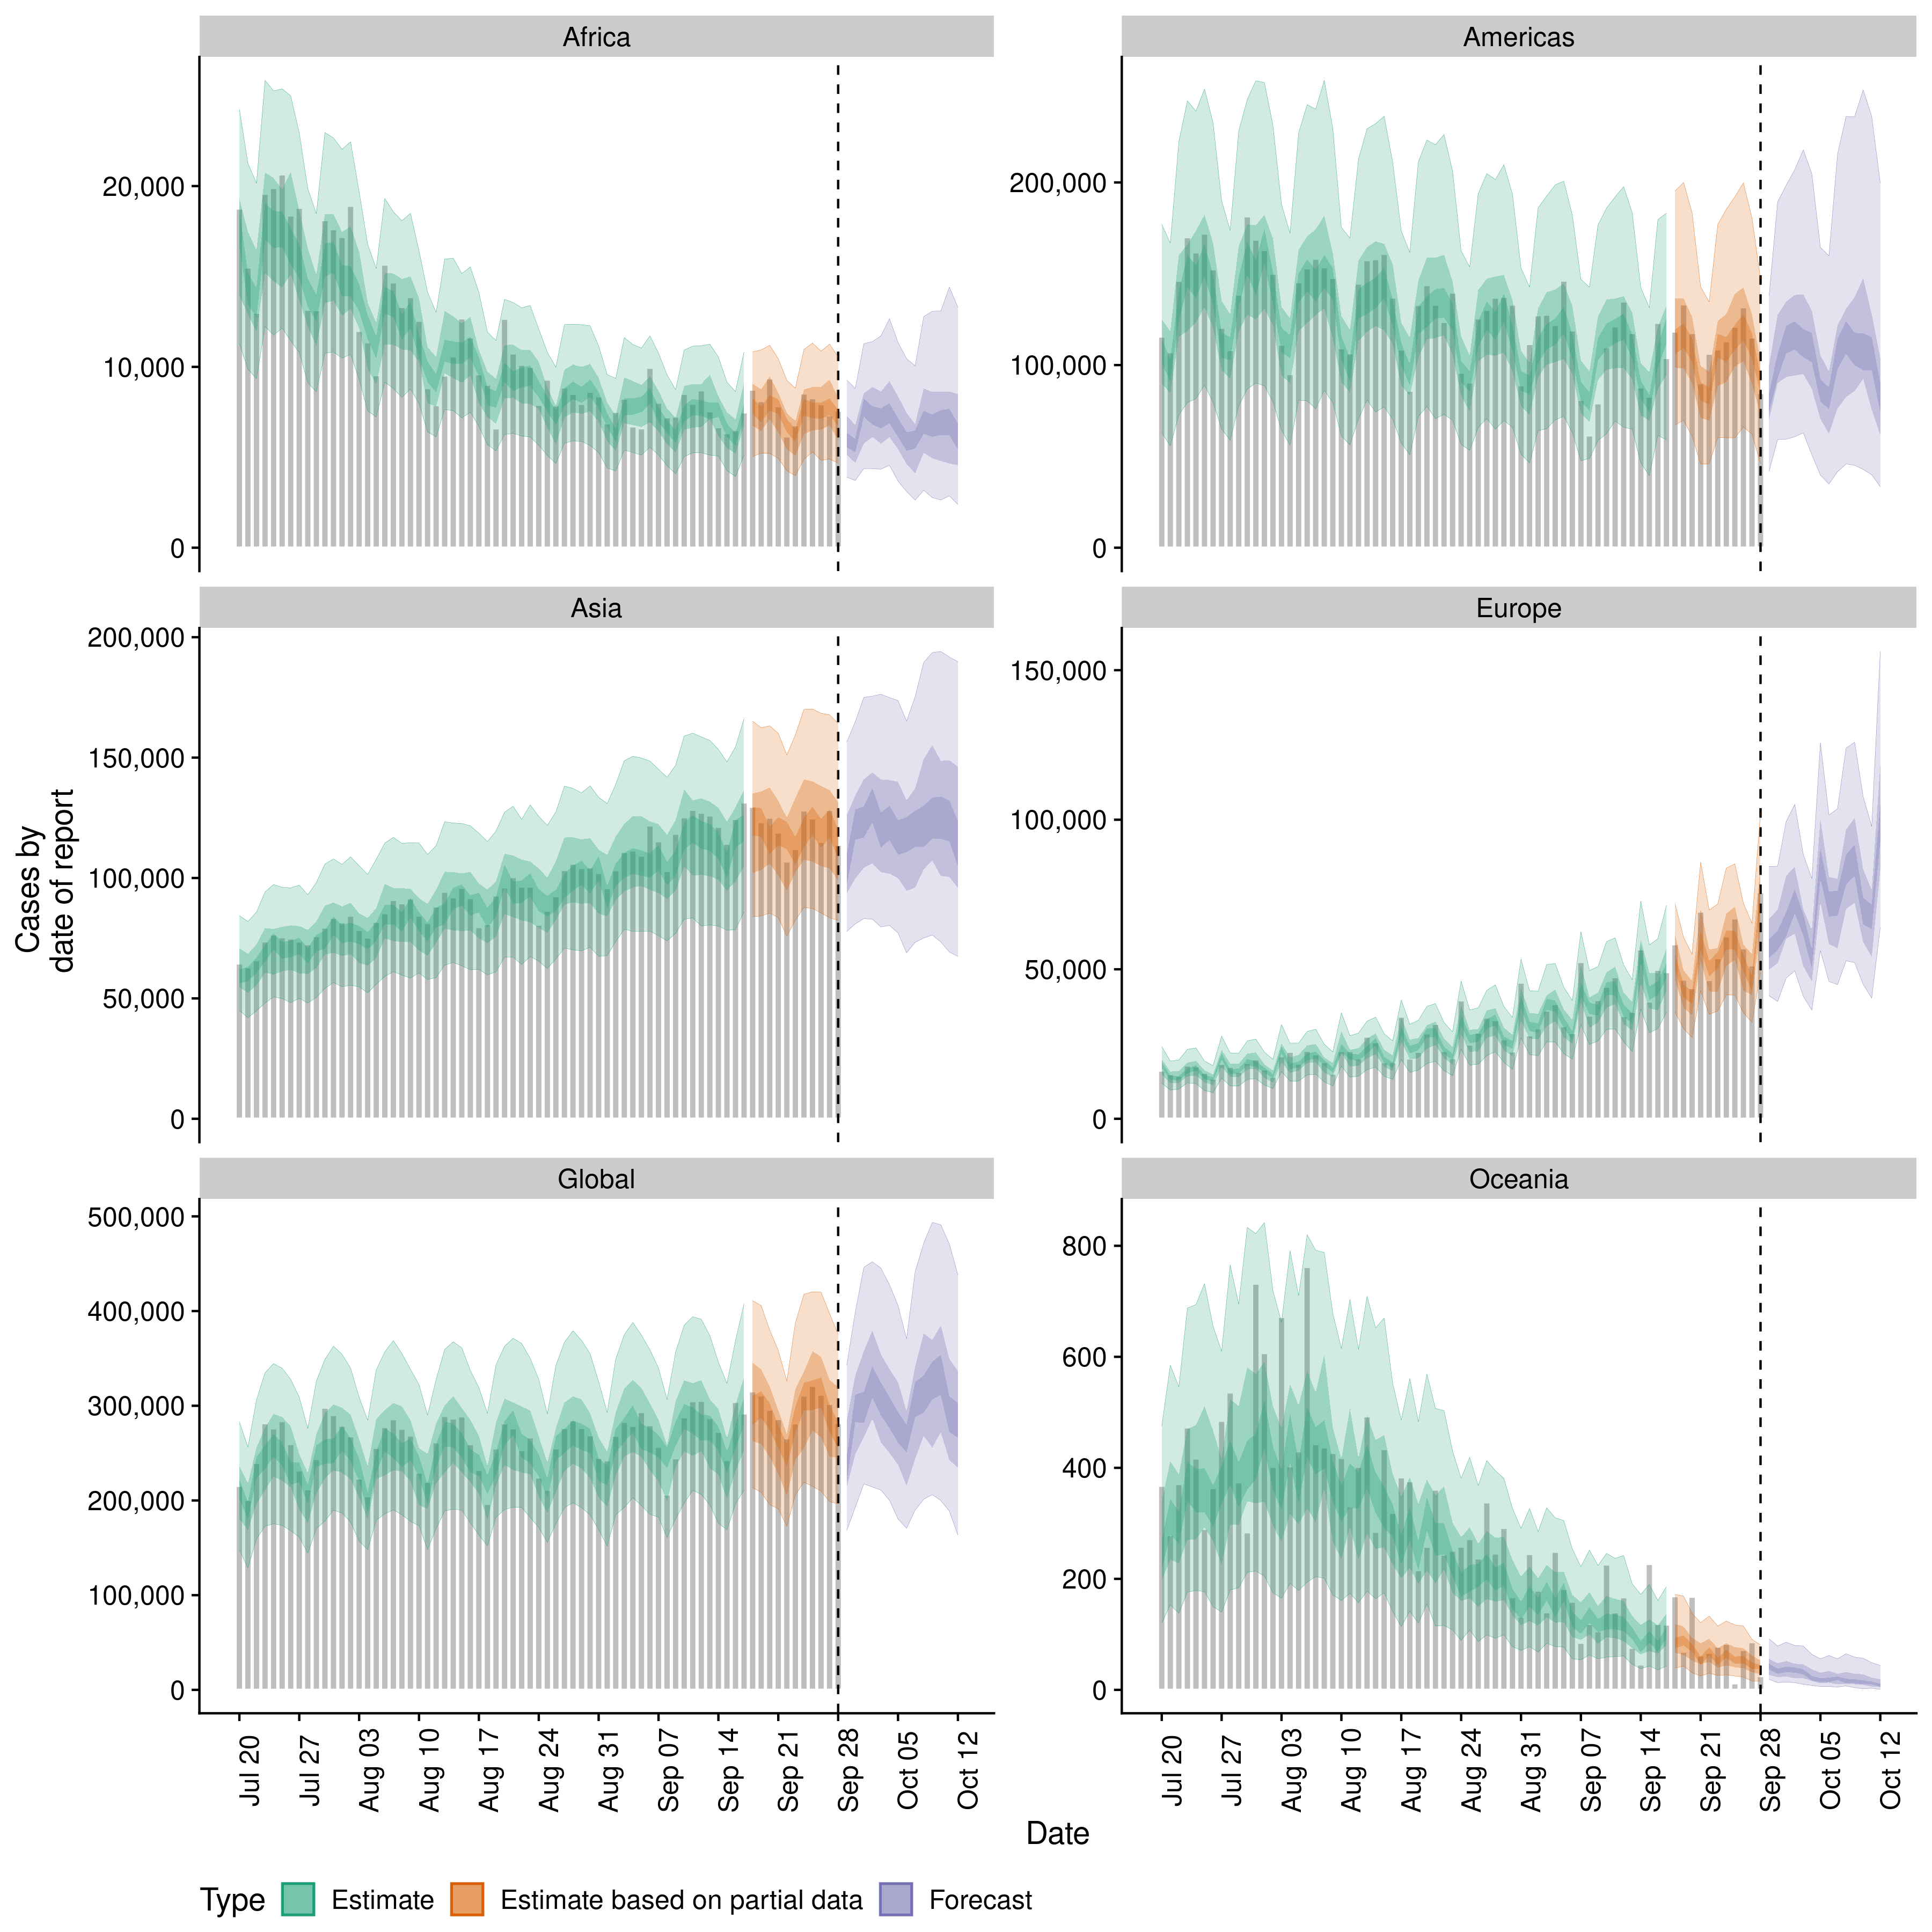 Africa
Americas
20,000
10,000
0
200,000
100,000
0
Asia
Europe
200,000
150,000
100,000
50,000
0
150,000
100,000
50,000
0
Cases by
date of report
Global
Oceania
500,000
400,000
300,000
200,000
100,000
0
800
600
400
200
0
Jul 20
Jul 27
Aug 03
Aug 10
Aug 17
Aug 24
Aug 31
Sep 07
Sep 14
Sep 21
Sep 28
Oct 05
Oct 12
Jul 20
Jul 27
Aug 03
Aug 10
Aug 17
Aug 24
Aug 31
Sep 07
Sep 14
Sep 21
Sep 28
Oct 05
Oct 12
Date
Type Estimate Estimate based on partial data Forecast